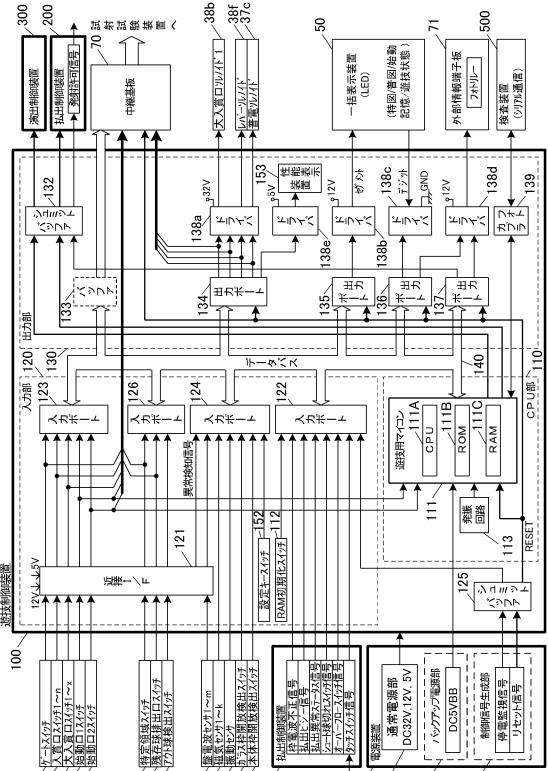 300
演出制御装置
200
払出制御装置
発射許可信号
試射試験装置へ
70
中継基板
38b
大入賞口ソレノイド1
38f
レバーソレノイド
37c
普電ソレノイド
50
一括表示装置
(LED)
(特図/普図/始動
記憶/遊技状態)
71
外部情報端子板
フォトリレー
500
検査装置
(シリアル通信)
132
シュミット
バッファ
133
バッファ
32V
138a
ドライバ
5V
153
性能
表示
装置
138e
ドライバ
12V
138b
ドライバ
セグメント
138c
ドライバ
デジット
GND
12V
138d
ドライバ
139
フォト
カプラ
134
出力ポート
135
出力
ポート
136
出力
ポート
137
出力
ポート
出力部
130
データバス
140
110
120
入力部
123
入力ポート
126
入力ポート
124
入力ポート
122
入力ポート
異常検知信号
CPU部
遊技用マイコン
111A
CPU
111B
ROM
111C
RAM
111
発振
回路
113
RESET
12V
5V
近接I/F
121
152
設定キースイッチ
112
RAM初期化スイッチ
125
シュミット
バッファ
遊技制御装置
100
ゲートスイッチ
入賞口スイッチ1~n
大入賞口スイッチ1~x
始動口1スイッチ
始動口2スイッチ
特定領域スイッチ
残存球排出口スイッチ
アウト球検出スイッチ
盤電波センサ1~m
磁気センサ1~k
振動センサ
ガラス枠開放検出スイッチ
本体枠開放検出スイッチ
払出制御装置
枠電波不正信号
払出ビジー信号
払出異常ステータス信号
シュート球切れスイッチ信号
オーバーフロースイッチ信号
タッチスイッチ信号
電源装置
通常電源部
DC32V,12V,5V
バックアップ電源部
DC5VBB
制御信号生成部
停電監視信号
リセット信号